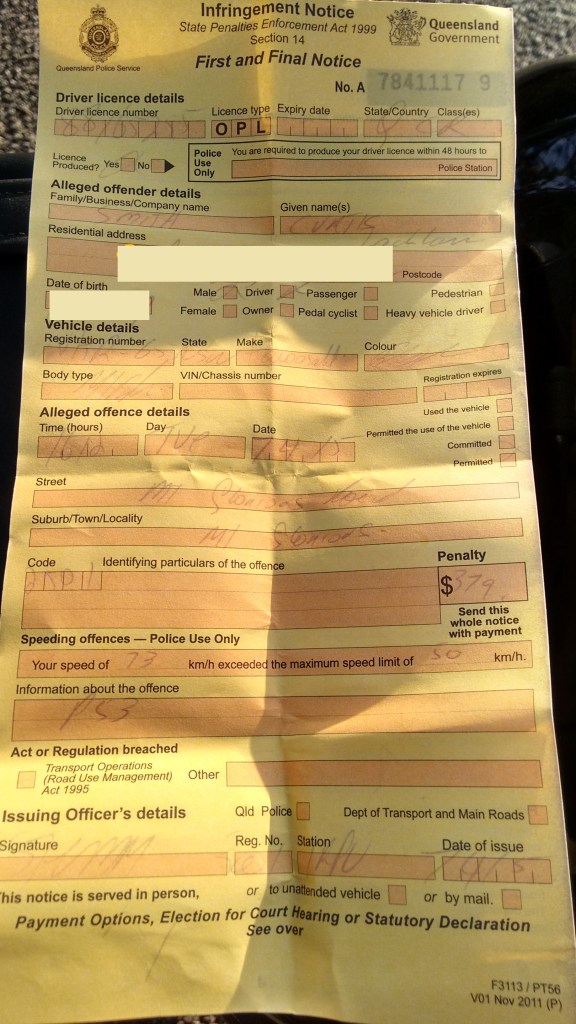 Infringement Notice
State Penalties Enforcement Act 1999
Section 14
First and Final Notice
Queensland Police Service
Queensland Government
No. A 7841117 9
Driver licence details
Driver licence number Licence type Expiry date State/Country Class(es)
OPL
Licence Produced? Yes No
Police Use Only
You are required to produce your driver licence within 48 hours to
Police Station
Alleged offender details
Family/Business/Company name Given name(s)
Smith Curtis
Residential address
Lachlan
Postcode
Date of birth
Male Driver Passenger Pedestrian
Female Owner Pedal cyclist Heavy vehicle driver
Vehicle details
Registration number State Make Colour
Body type VIN/Chassis number Registration expires
Used the vehicle
Alleged offence details
Permitted the use of the vehicle
Time (hours) Day Date
Committed
TUE
Permitted
Street
Mt Glorious Road
Suburb/Town/Locality
Mt Glorious
Code Identifying particulars of the offence Penalty
$379
Send this whole notice with payment
Speeding offences — Police Use Only
Your speed of 73 km/h exceeded the maximum speed limit of 50 km/h.
Information about the offence
PS3
Act or Regulation breached
Transport Operations (Road Use Management) Act 1995
Other
Issuing Officer's details Qld Police Dept of Transport and Main Roads
Signature Reg. No. Station Date of issue
This notice is served in person, or to unattended vehicle or by mail.
Payment Options, Election for Court Hearing or Statutory Declaration
See over
F3113 / PT56
V01 Nov 2011 (P)